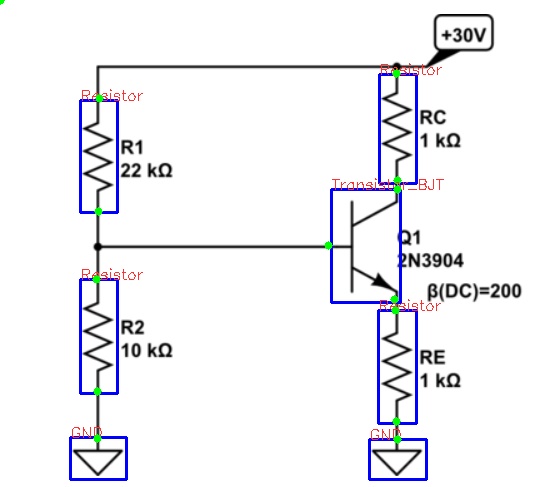 +30V
Resistor
Resistor
RC
1 kΩ
R1
22 kΩ
Transistor_BJT
Q1
2N3904
β(DC)=200
Resistor
Resistor
R2
10 kΩ
RE
1 kΩ
GND
GND